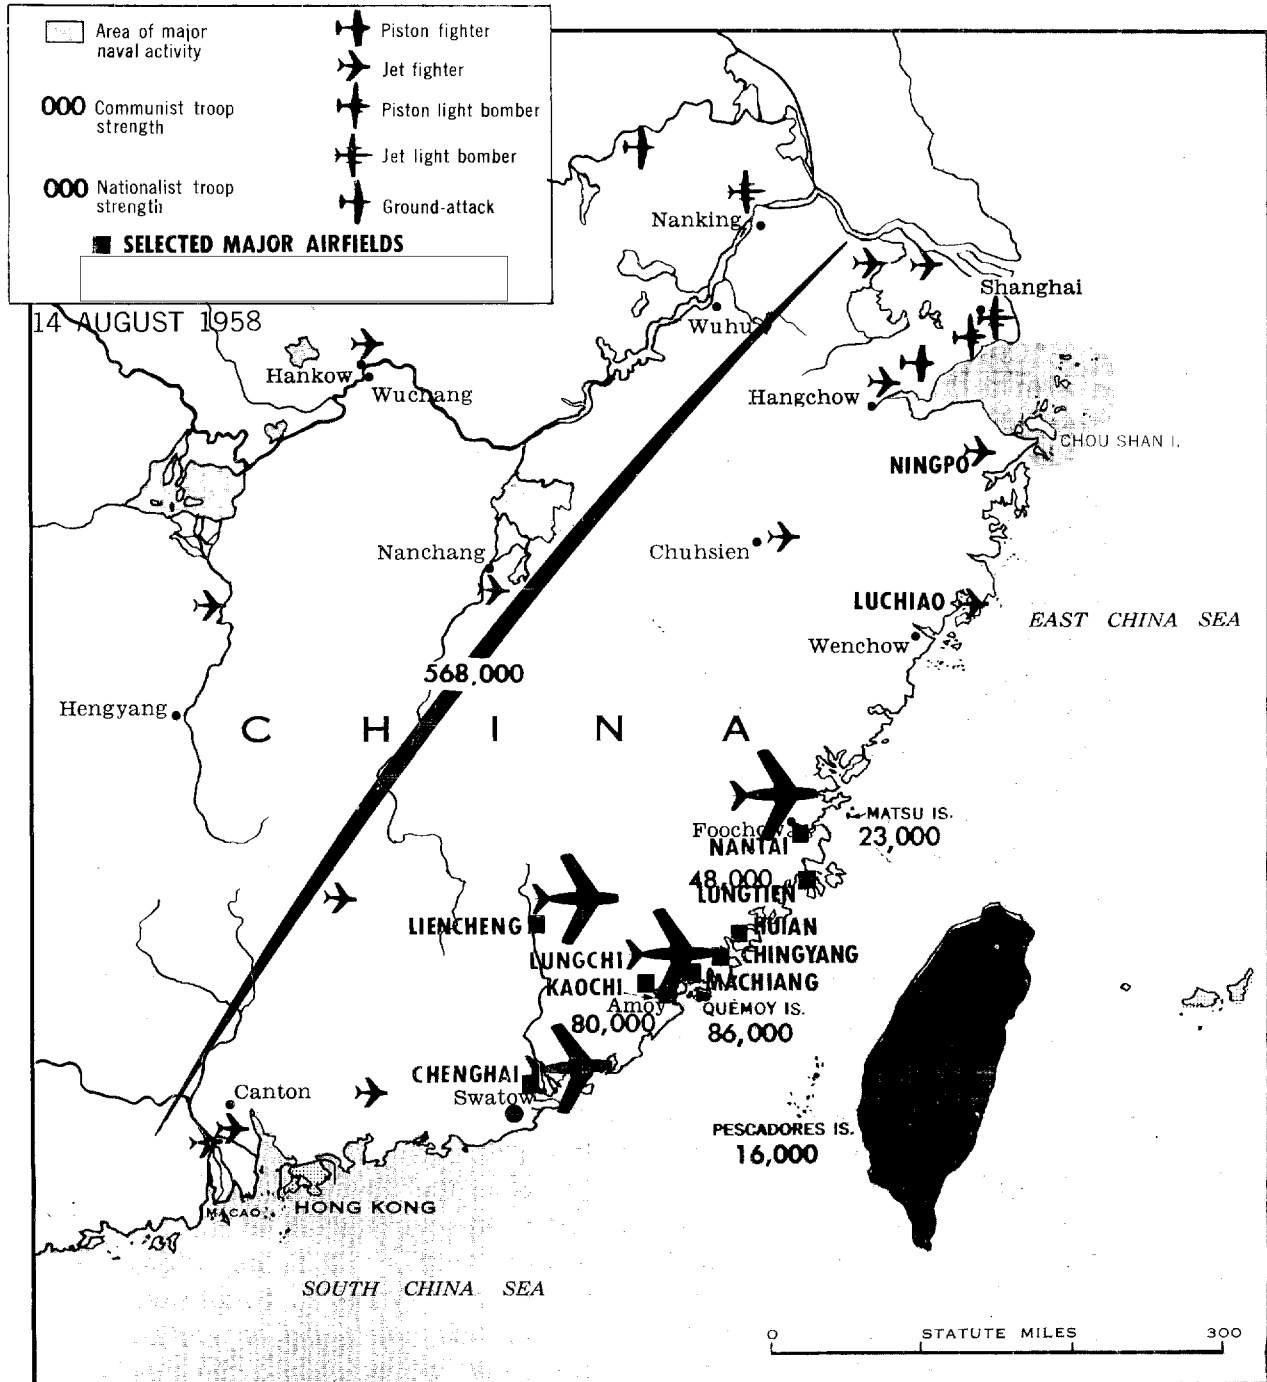 Area of major
naval activity
OOO Communist troop
strength
OOO Nationalist troop
strength
Piston fighter
Jet fighter
Piston light bomber
Jet light bomber
Ground-attack
SELECTED MAJOR AIRFIELDS
14 AUGUST 1958
Nanking
Shanghai
Wuhu
Hankow
Wuchang
Hangchow
CHOU SHAN I.
NINGPO
Nanchang
Chuhsien
LUCHIAO
EAST CHINA SEA
Wenchow
568,000
Hengyang
C H I N A
MATSU IS.
23,000
Foochow
NANTAI
48,000
LUNGTIEN
LIENCHENG
HUIAN
LUNGCHI
CHINGYANG
KAOCHI
MACHIANG
Amoy
QUEMOY IS.
80,000
86,000
CHENGHAI
Swatow
Canton
PESCADORES IS.
16,000
MACAO
HONG KONG
SOUTH CHINA SEA
0 STATUTE MILES 300